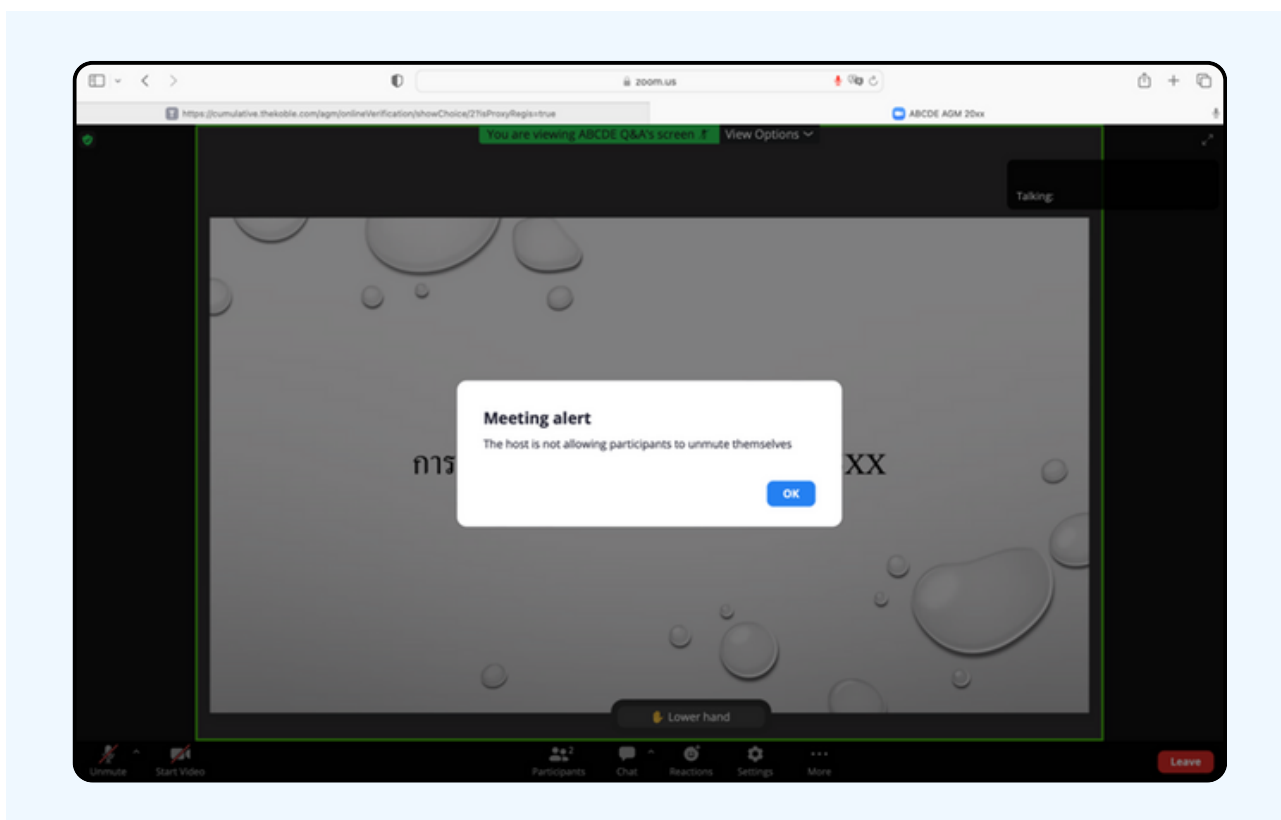 zoom.us
https://cumulative.thekoble.com/agm/onlineVerification/showChoice/2?isProxyRegis=true
ABCDE AGM 20xx
You are viewing ABCDE Q&A's screen
View Options
Talking:
Meeting alert
The host is not allowing participants to unmute themselves
OK
การ
XX
Lower hand
Unmute
Start Video
2
Participants
Chat
Reactions
Settings
More
Leave